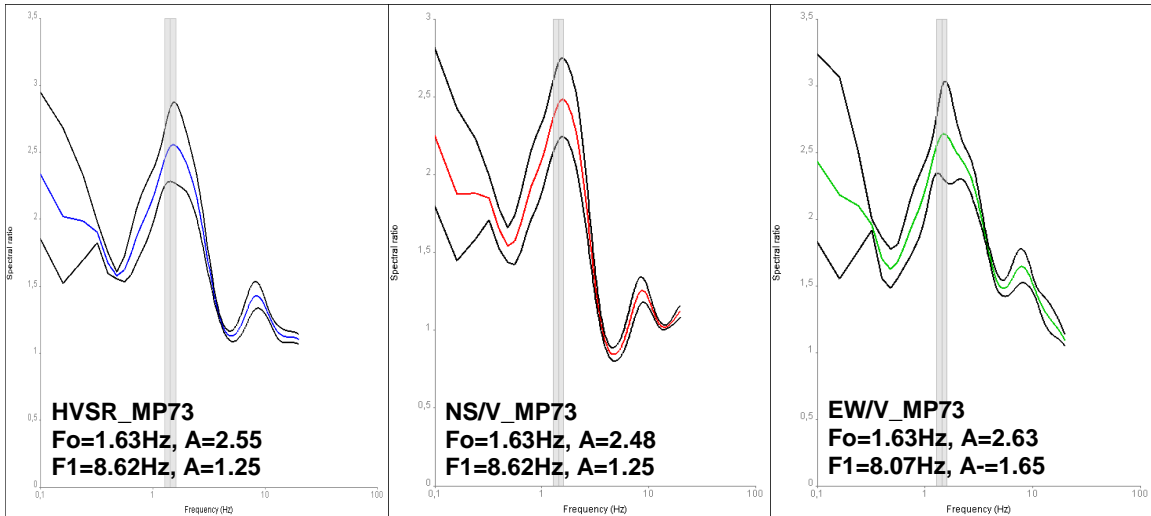 3,5
3
2,5
2
1,5
1
0,5
0
Spectral ratio
0,1
1
10
100
Frequency (Hz)
HVSR_MP73
Fo=1.63Hz, A=2.55
F1=8.62Hz, A=1.25
3
2,5
2
1,5
1
0,5
0
Spectral ratio
0,1
1
10
100
Frequency (Hz)
NS/V_MP73
Fo=1.63Hz, A=2.48
F1=8.62Hz, A=1.25
3,5
3
2,5
2
1,5
1
0,5
0
Spectral ratio
0,1
1
10
100
Frequency (Hz)
EW/V_MP73
Fo=1.63Hz, A=2.63
F1=8.07Hz, A-=1.65